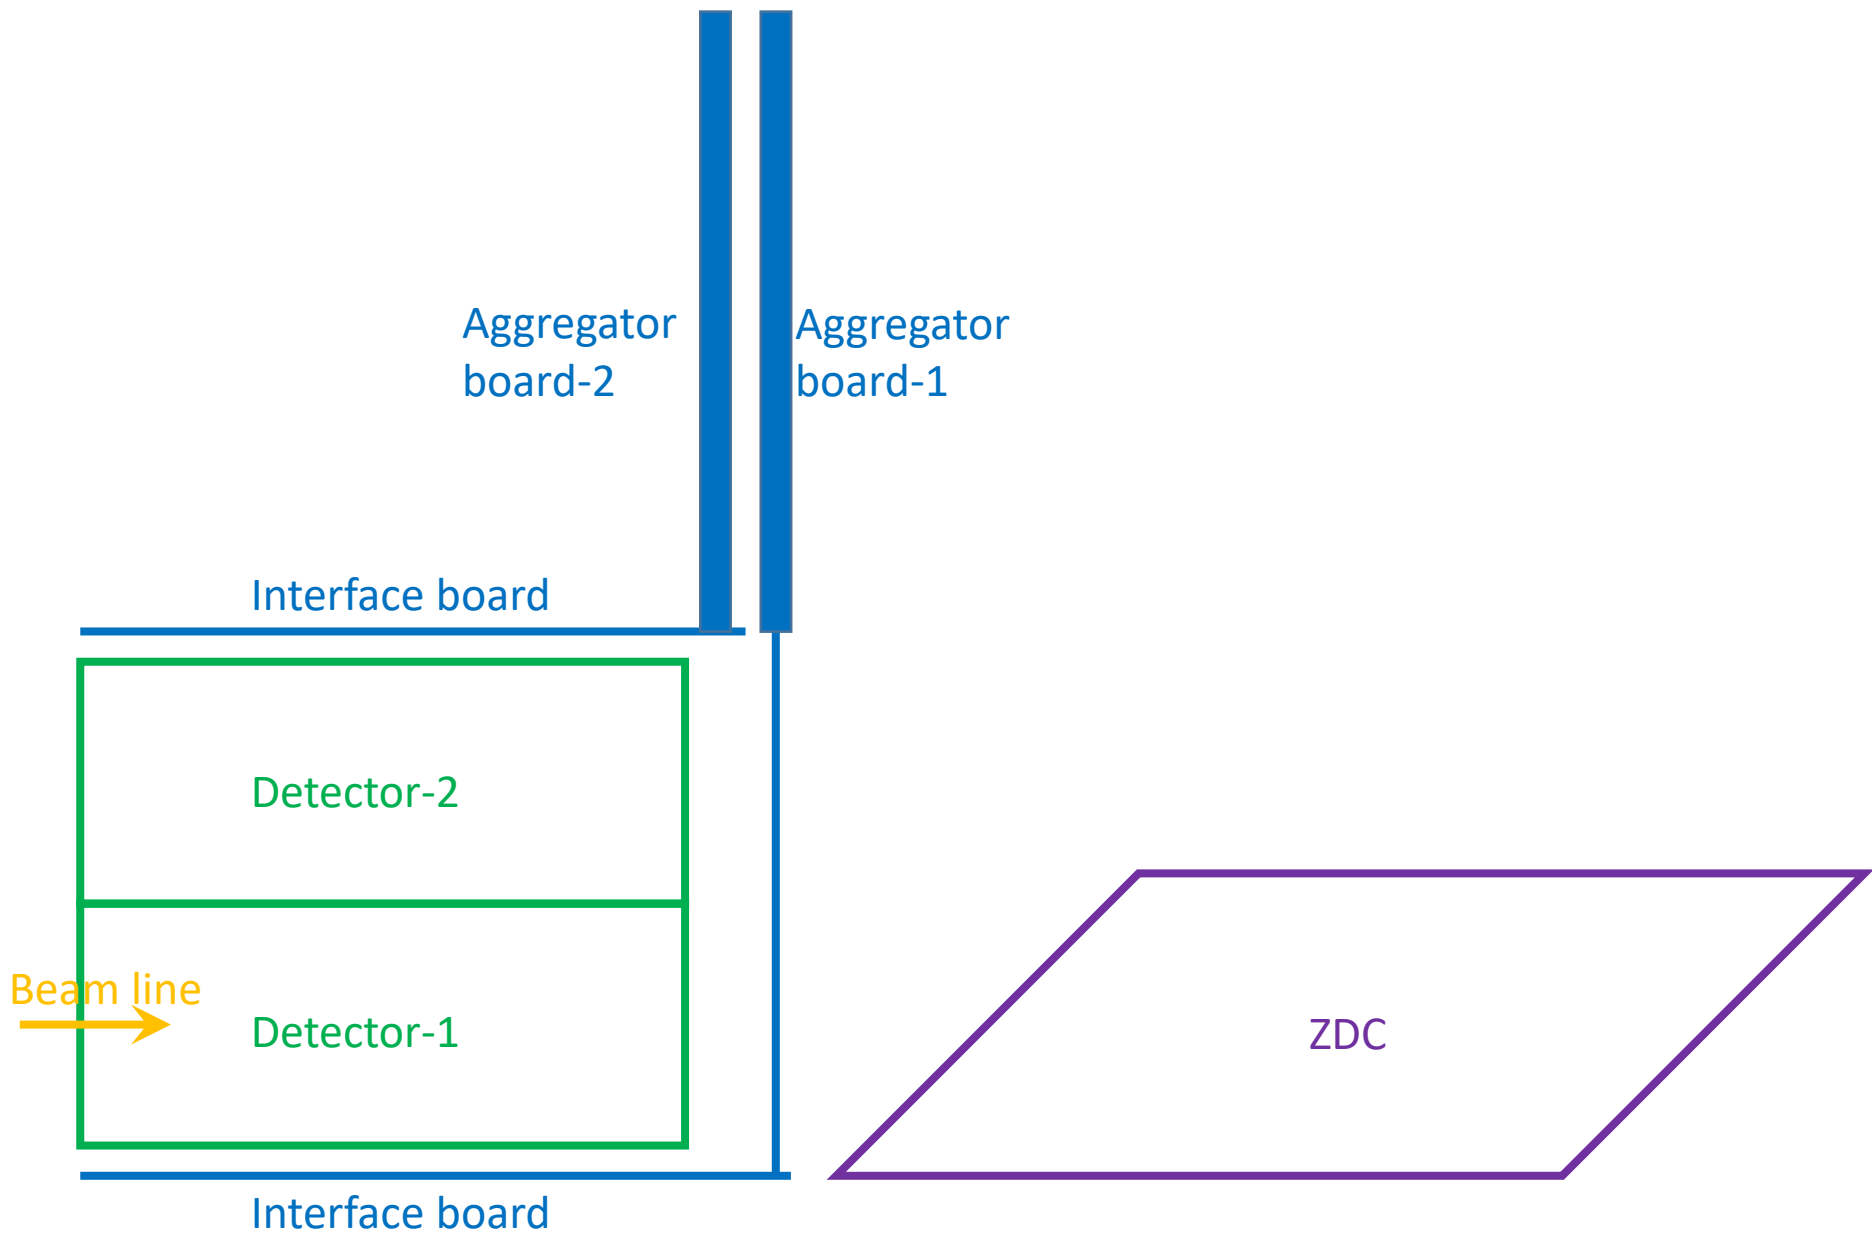 Aggregator
board-2
Aggregator
board-1
Interface board
Detector-2
Beam line
Detector-1
ZDC
Interface board